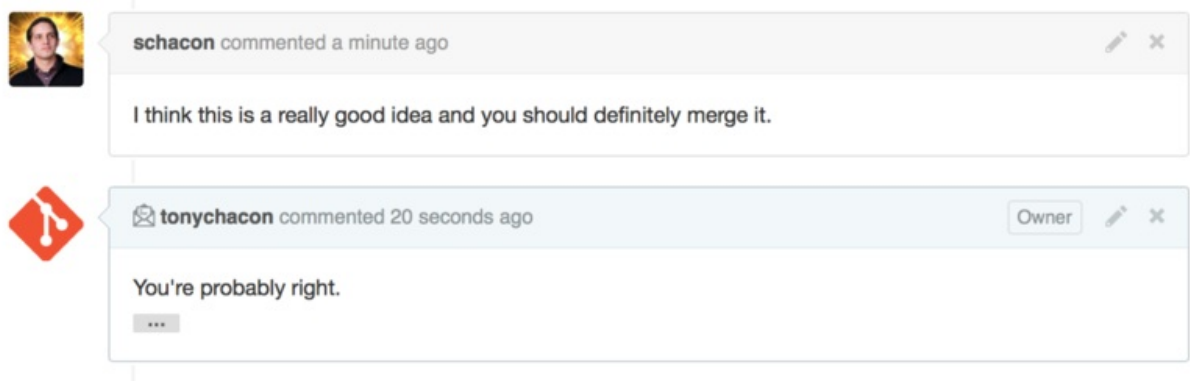 schacon commented a minute ago
I think this is a really good idea and you should definitely merge it.
tonychacon commented 20 seconds ago Owner
You're probably right.
...